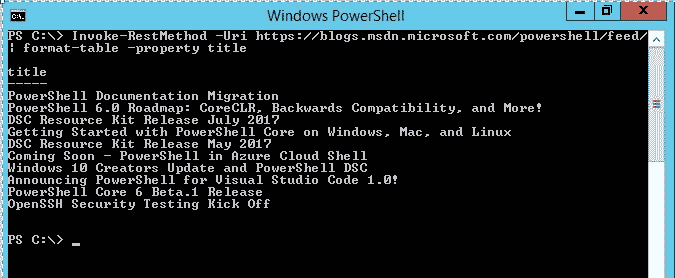 Windows PowerShell
PS C:\> Invoke-RestMethod -Uri https://blogs.msdn.microsoft.com/powershell/feed/
| format-table -property title
title
-----
PowerShell Documentation Migration
PowerShell 6.0 Roadmap: CoreCLR, Backwards Compatibility, and More!
DSC Resource Kit Release July 2017
Getting Started with PowerShell Core on Windows, Mac, and Linux
DSC Resource Kit Release May 2017
Coming Soon - PowerShell in Azure Cloud Shell
Windows 10 Creators Update and PowerShell DSC
Announcing PowerShell for Visual Studio Code 1.0!
PowerShell Core 6 Beta.1 Release
OpenSSH Security Testing Kick Off
PS C:\> _